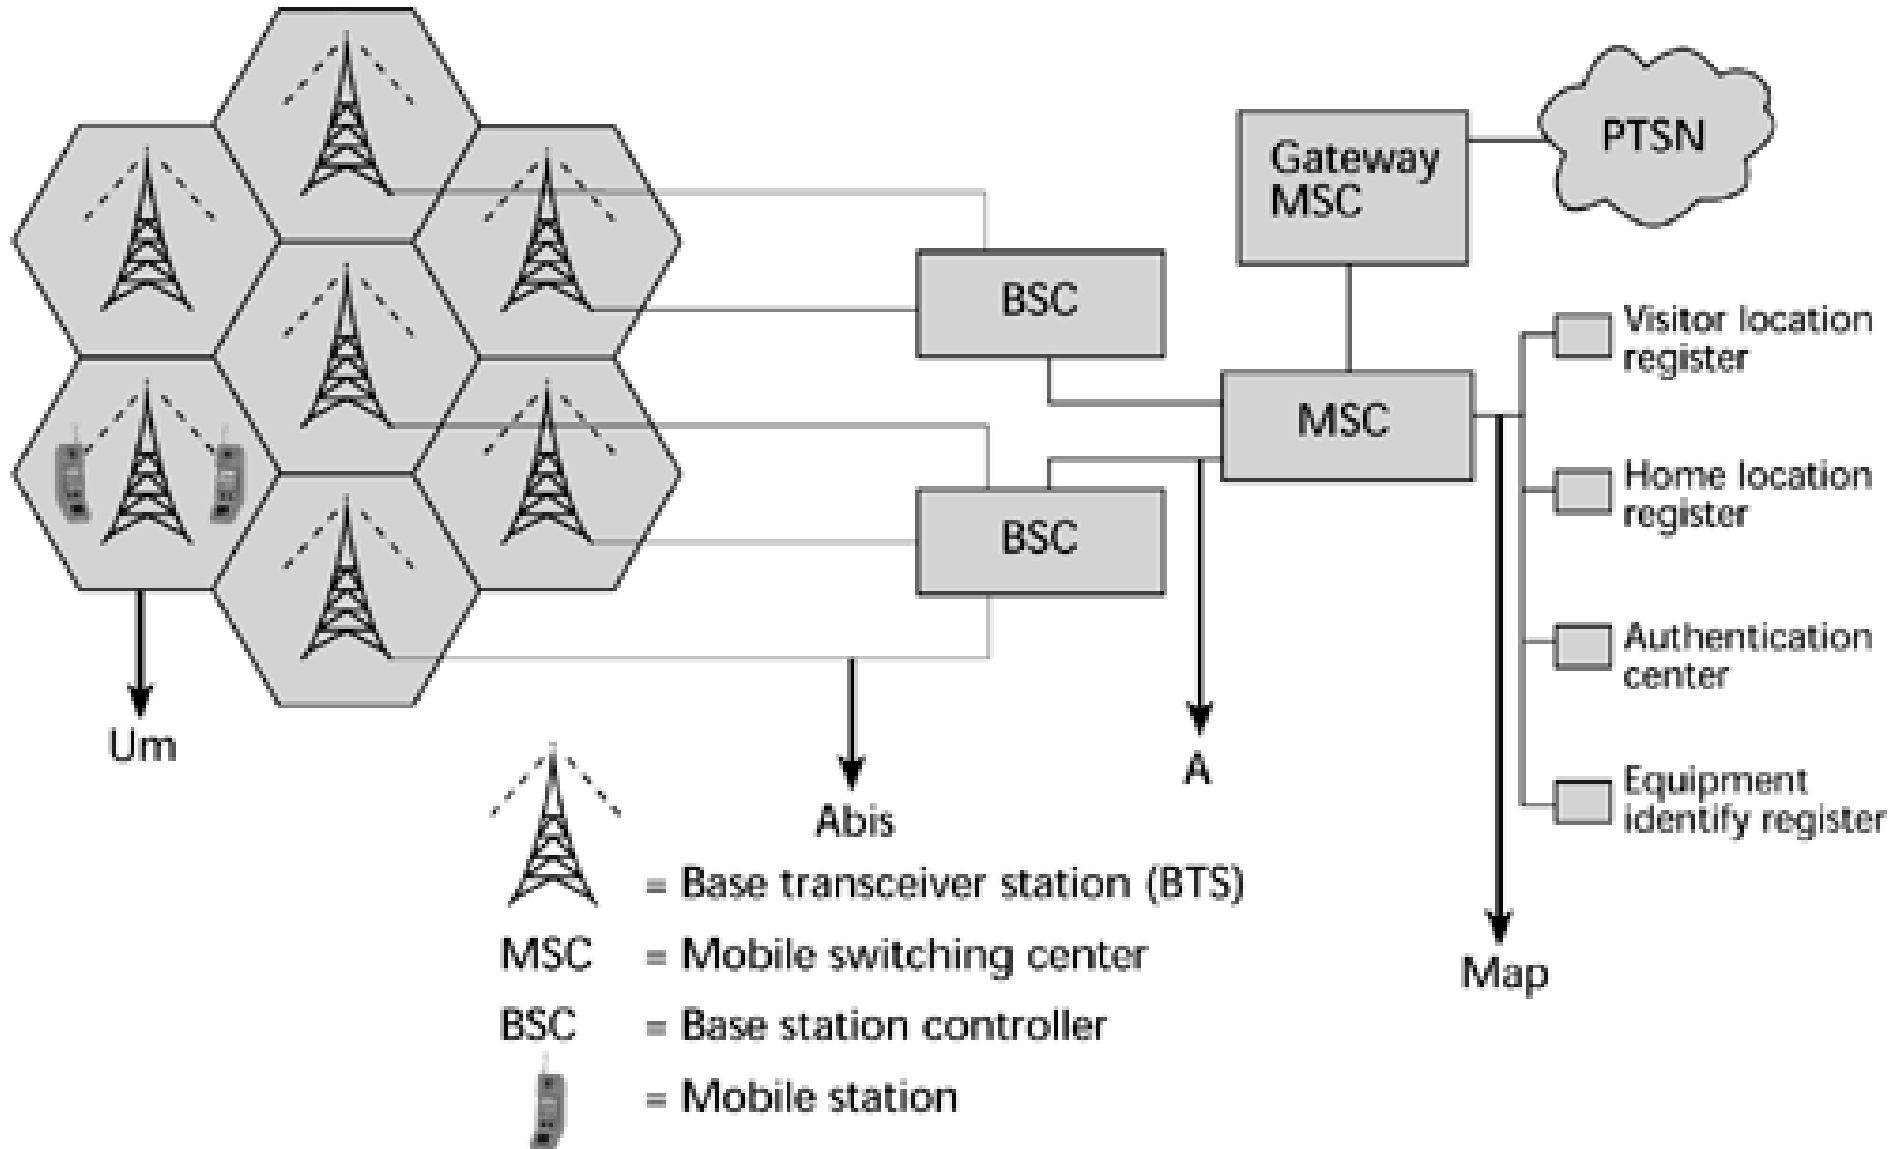 PTSN
Gateway
MSC
BSC
Visitor location
register
MSC
Home location
register
BSC
Authentication
center
Um
A
Equipment
identify register
Abis
= Base transceiver station (BTS)
MSC = Mobile switching center
Map
BSC = Base station controller
= Mobile station